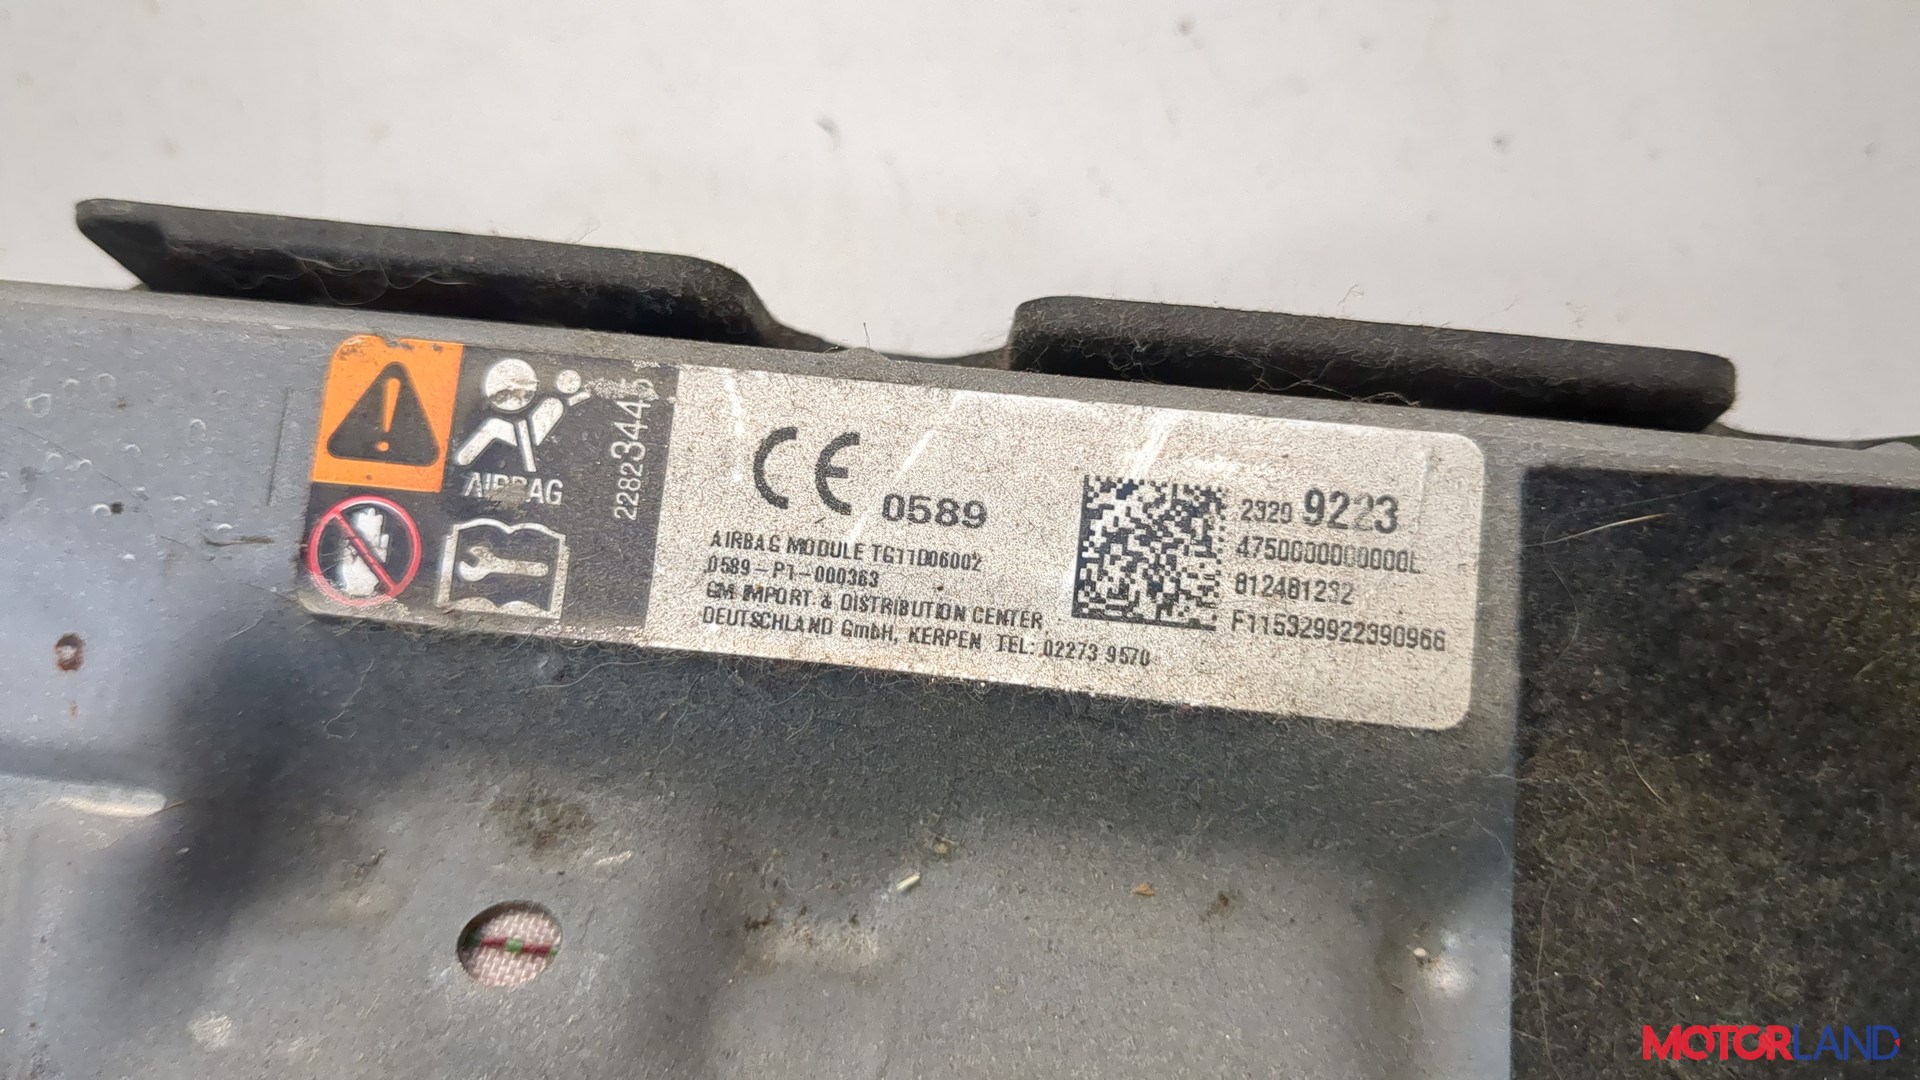 AIRBAG
22823445
CE 0589
AIRBAG MODULE TG11D06002
0589-P1-000363
GM IMPORT & DISTRIBUTION CENTER
DEUTSCHLAND GmbH, KERPEN TEL: 02273 9570
2329 9223
4750000000000L
812481232
F115329922390966
MOTORLAND